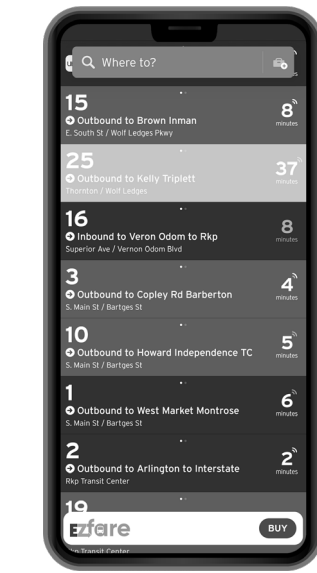 Where to?
15
Outbound to Brown Inman
E. South St / Wolf Ledges Pkwy
8
minutes
25
Outbound to Kelly Triplett
Thornton / Wolf Ledges
37
minutes
16
Inbound to Veron Odom to Rkp
Superior Ave / Vernon Odom Blvd
8
minutes
3
Outbound to Copley Rd Barberton
S. Main St / Bartges St
4
minutes
10
Outbound to Howard Independence TC
S. Main St / Bartges St
5
minutes
1
Outbound to West Market Montrose
S. Main St / Bartges St
6
minutes
2
Outbound to Arlington to Interstate
Rkp Transit Center
2
minutes
19
EZfare
BUY
Rkp Transit Center